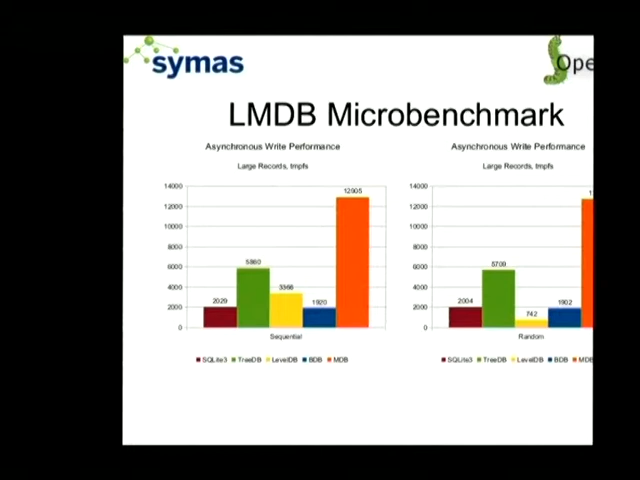 symas
Ope
LMDB Microbenchmark
Asynchronous Write Performance
Large Records, tmpfs
14000
12000
10000
8000
6000
4000
2000
0
2029
5860
3366
1920
12905
Sequential
SQLite3 TreeDB LevelDB BDB MDB
Asynchronous Write Performance
Large Records, tmpfs
14000
12000
10000
8000
6000
4000
2000
0
2004
5709
742
1902
Random
SQLite3 TreeDB LevelDB BDB MDB